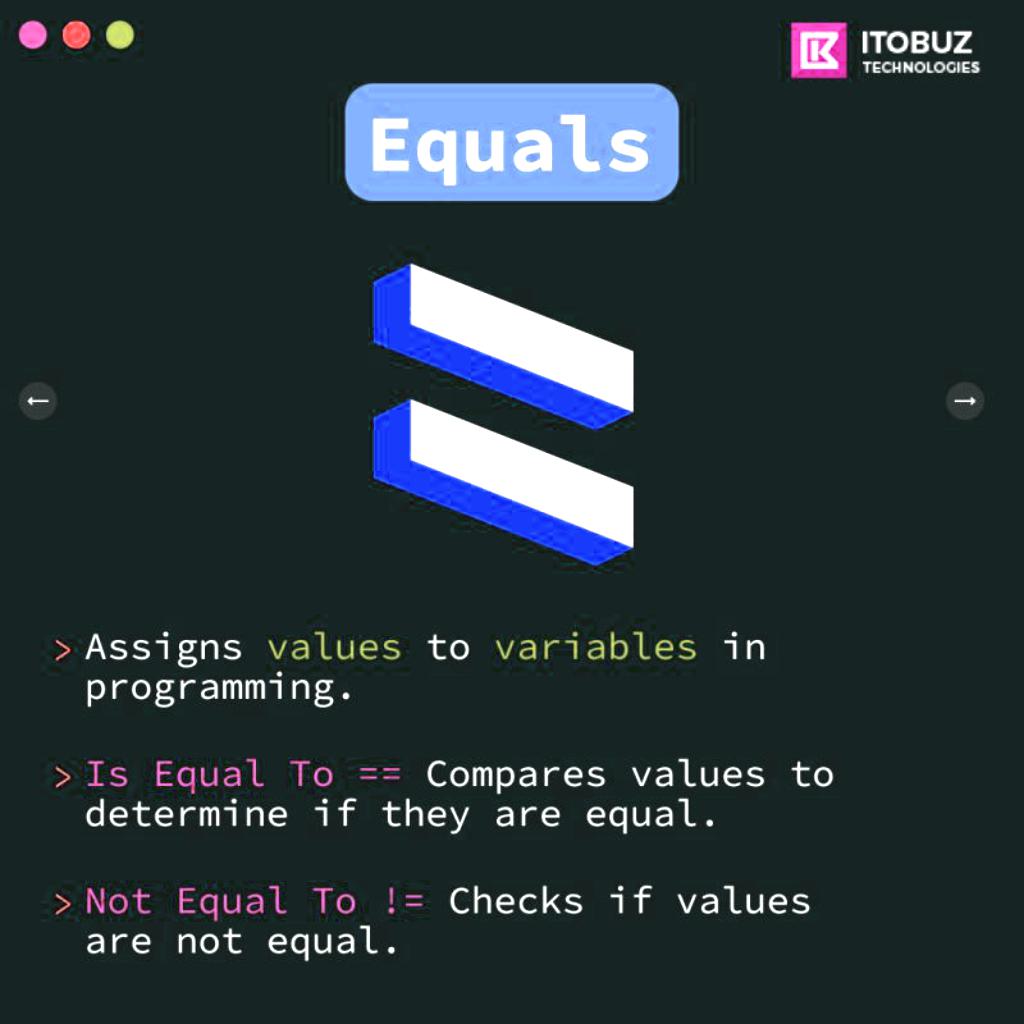 ITOBUZ
TECHNOLOGIES
Equals
=
← →
> Assigns values to variables in
programming.
> Is Equal To == Compares values to
determine if they are equal.
> Not Equal To != Checks if values
are not equal.